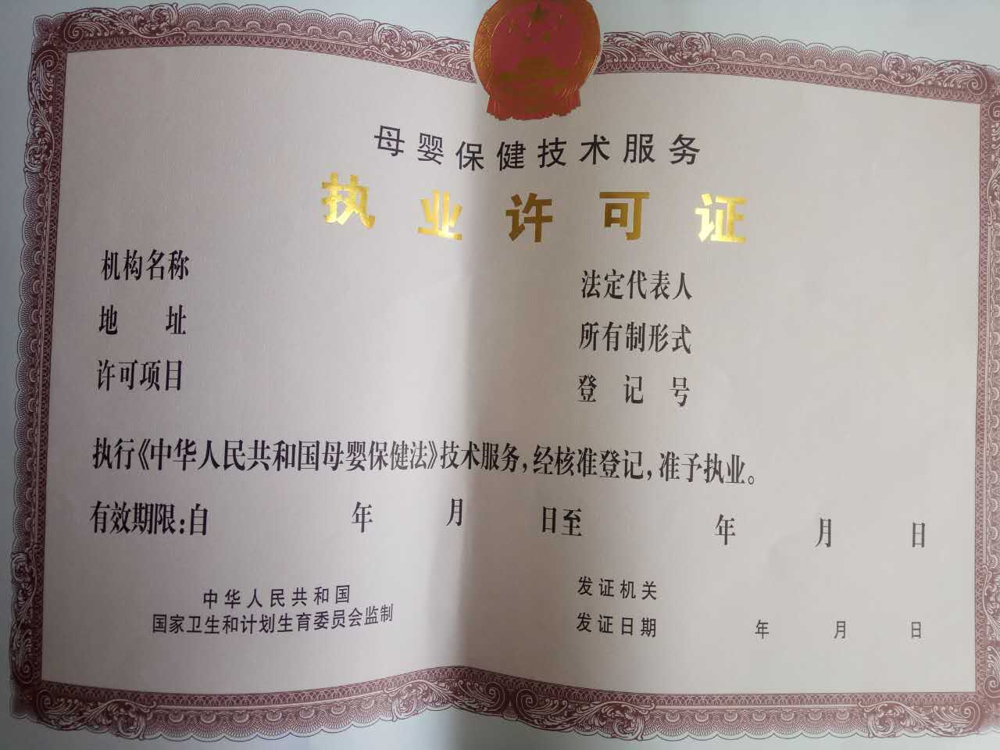 母婴保健技术服务
执业许可证
机构名称
法定代表人
地 址
所有制形式
许可项目
登 记 号
执行《中华人民共和国母婴保健法》技术服务，经核准登记，准予执业。
有效期限：自 年 月 日至 年 月 日
中华人民共和国
国家卫生和计划生育委员会监制
发证机关
发证日期 年 月 日